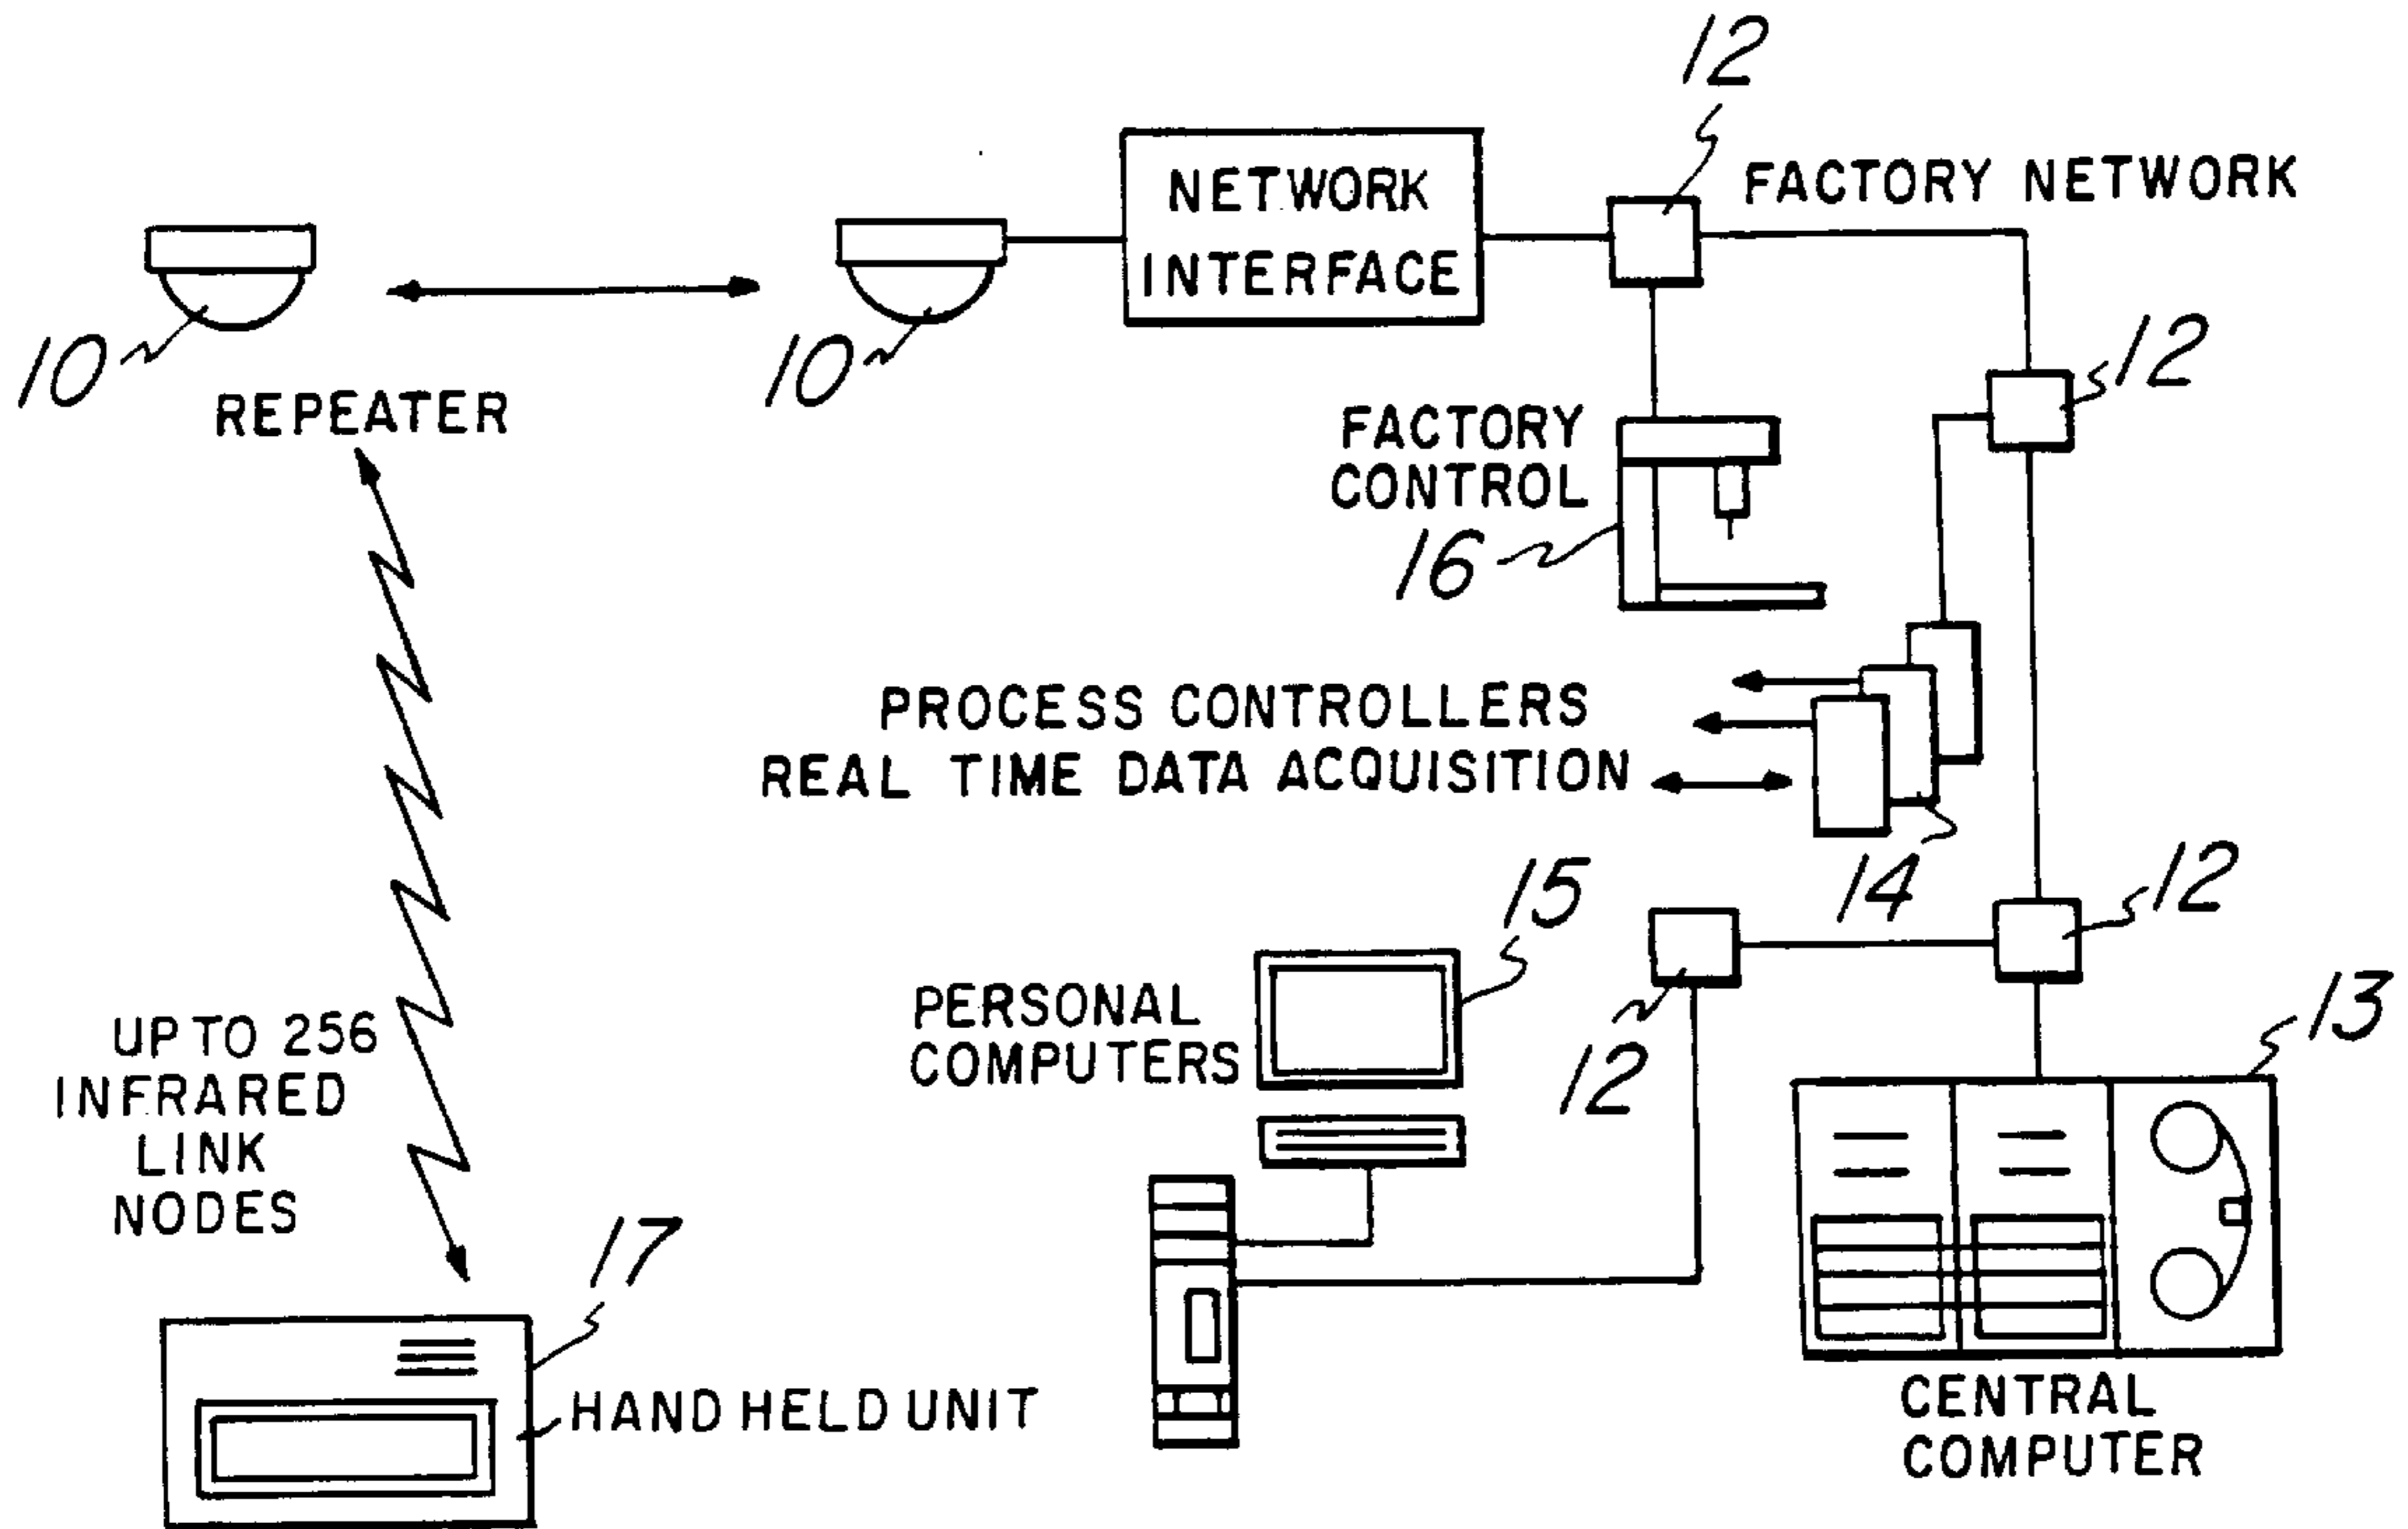 12
NETWORK
INTERFACE
FACTORY NETWORK
10
10
12
REPEATER
FACTORY
CONTROL
16
PROCESS CONTROLLERS
REAL TIME DATA ACQUISITION
14
15
12
PERSONAL
COMPUTERS
12
13
UP TO 256
INFRARED
LINK
NODES
17
HAND HELD UNIT
CENTRAL
COMPUTER